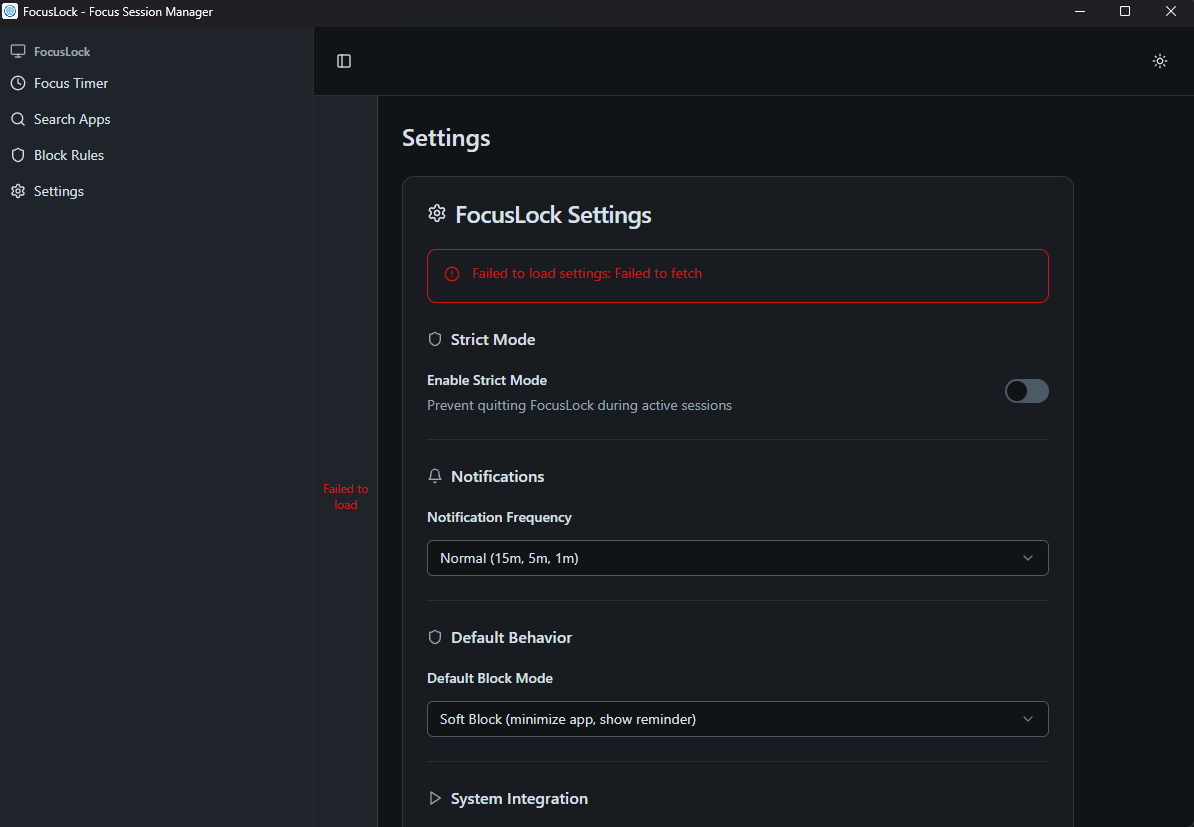 FocusLock - Focus Session Manager
FocusLock
Focus Timer
Search Apps
Block Rules
Settings
Failed to
load
Settings
FocusLock Settings
Failed to load settings: Failed to fetch
Strict Mode
Enable Strict Mode
Prevent quitting FocusLock during active sessions
Notifications
Notification Frequency
Normal (15m, 5m, 1m)
Default Behavior
Default Block Mode
Soft Block (minimize app, show reminder)
System Integration